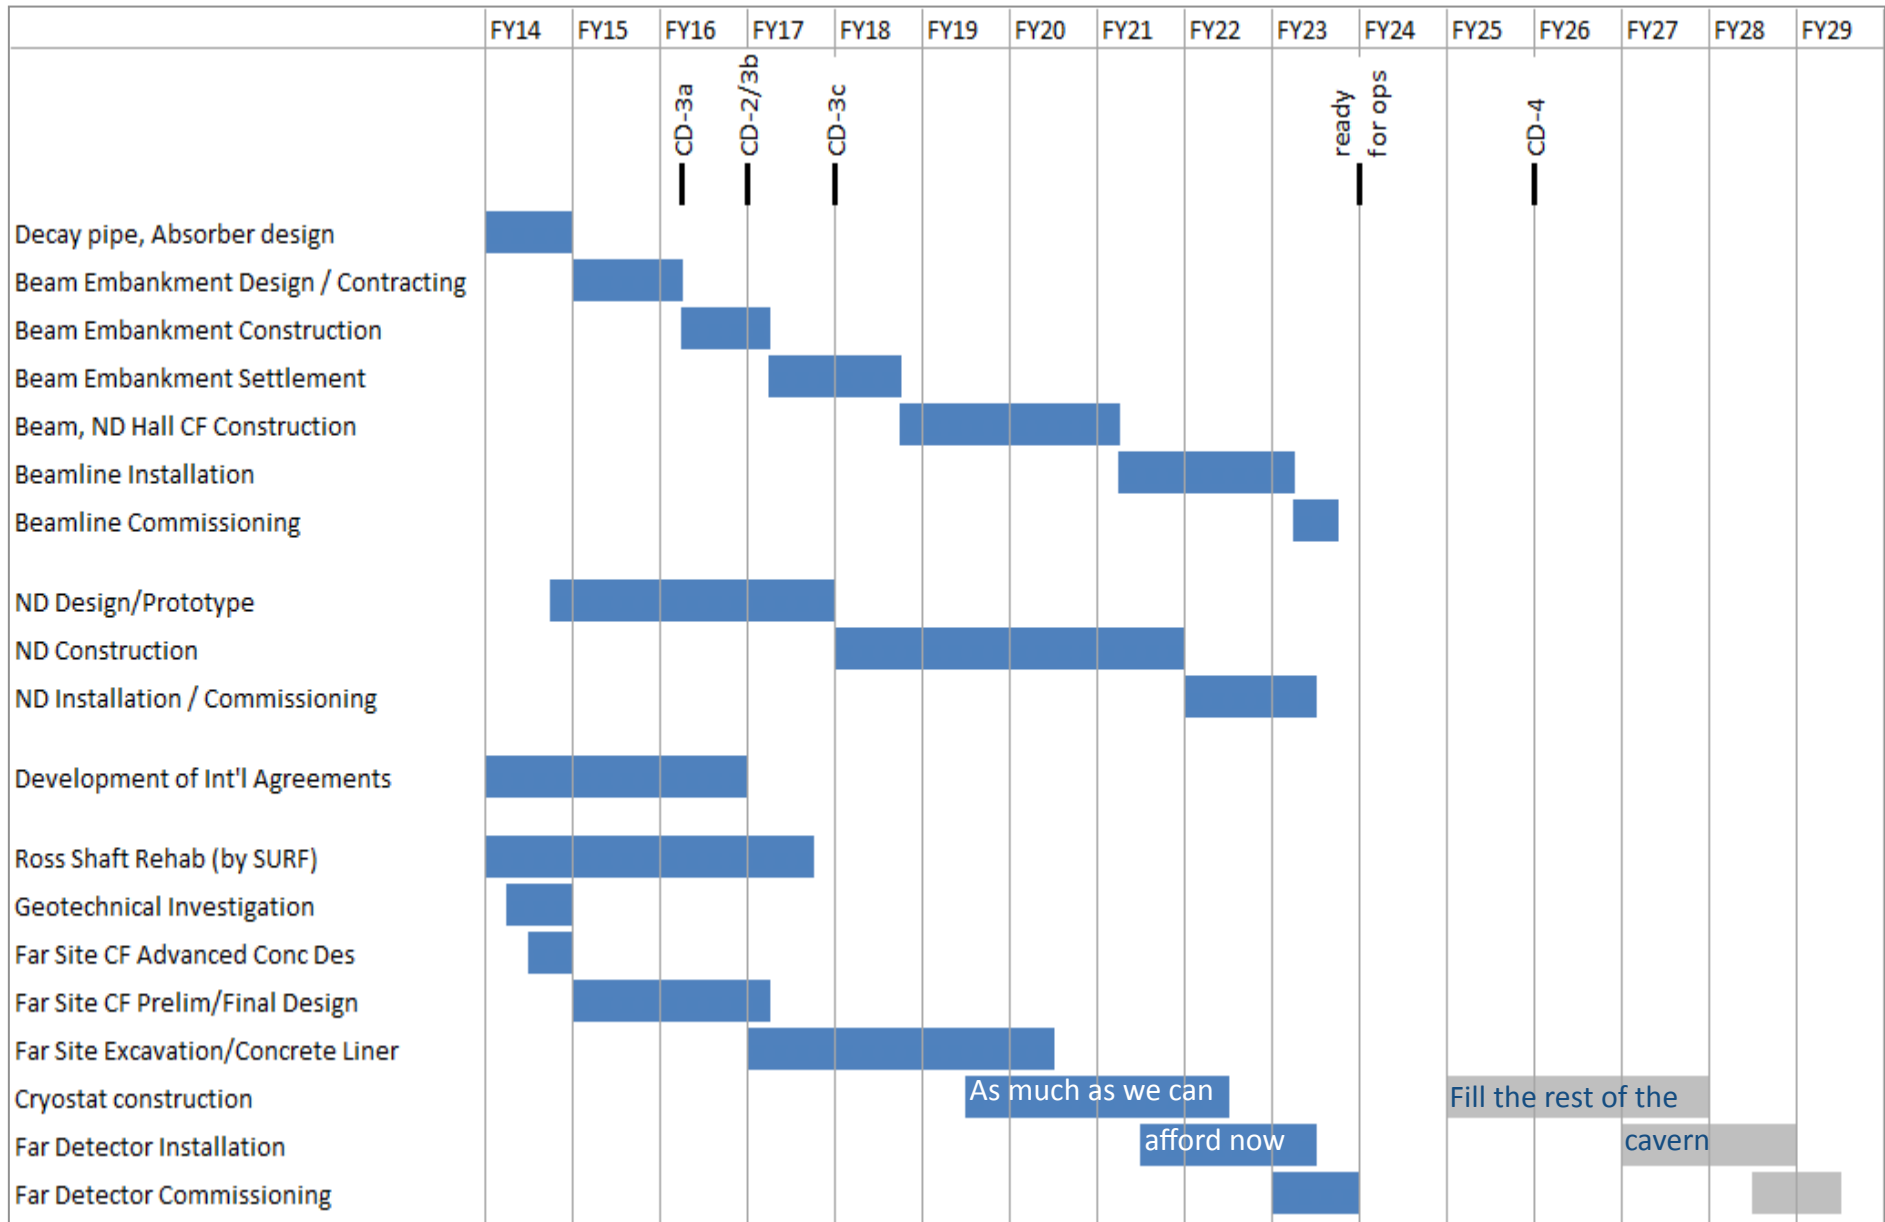 FY14 FY15 FY16 FY17 FY18 FY19 FY20 FY21 FY22 FY23 FY24 FY25 FY26 FY27 FY28 FY29
CD-3a
CD-2/3b
CD-3c
ready
for ops
CD-4
Decay pipe, Absorber design
Beam Embankment Design / Contracting
Beam Embankment Construction
Beam Embankment Settlement
Beam, ND Hall CF Construction
Beamline Installation
Beamline Commissioning
ND Design/Prototype
ND Construction
ND Installation / Commissioning
Development of Int'l Agreements
Ross Shaft Rehab (by SURF)
Geotechnical Investigation
Far Site CF Advanced Conc Des
Far Site CF Prelim/Final Design
Far Site Excavation/Concrete Liner
Cryostat construction As much as we can Fill the rest of the
Far Detector Installation afford now cavern
Far Detector Commissioning